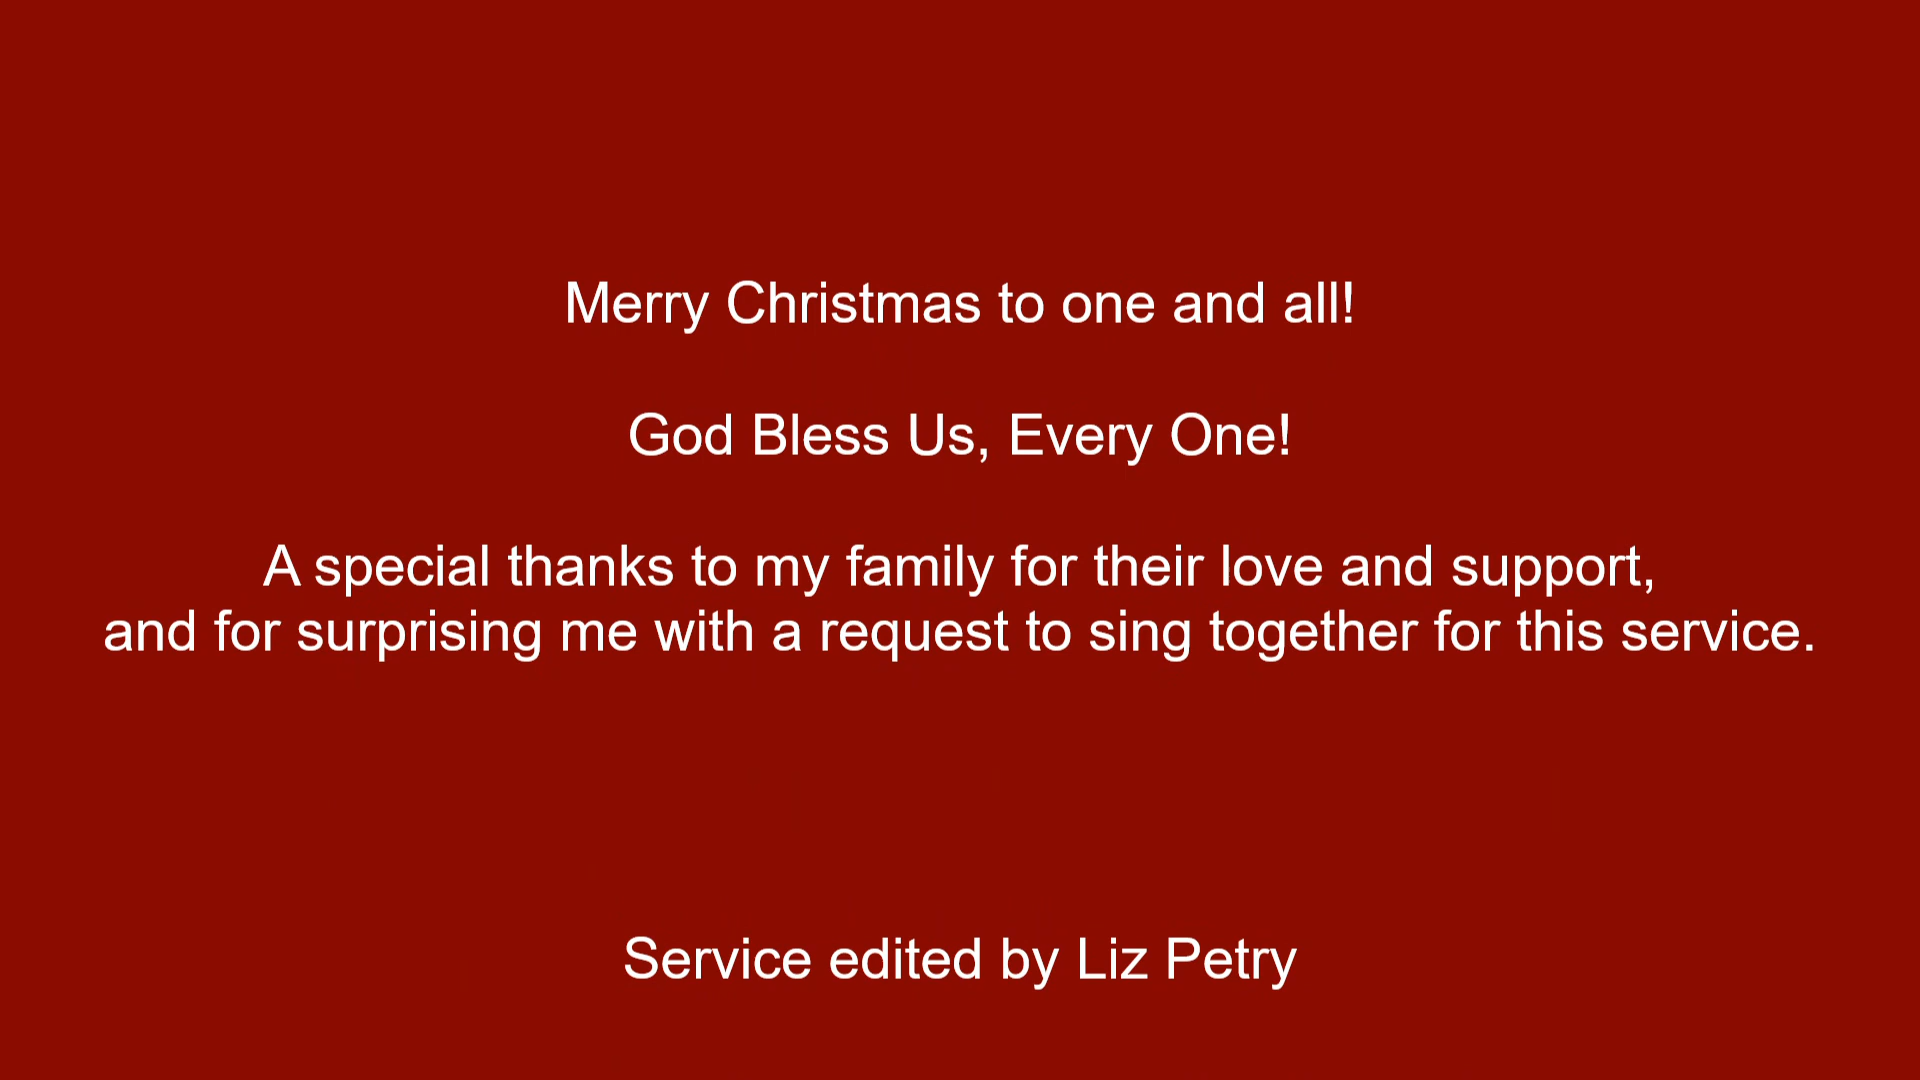 Merry Christmas to one and all!
God Bless Us, Every One!
A special thanks to my family for their love and support,
and for surprising me with a request to sing together for this service.
Service edited by Liz Petry